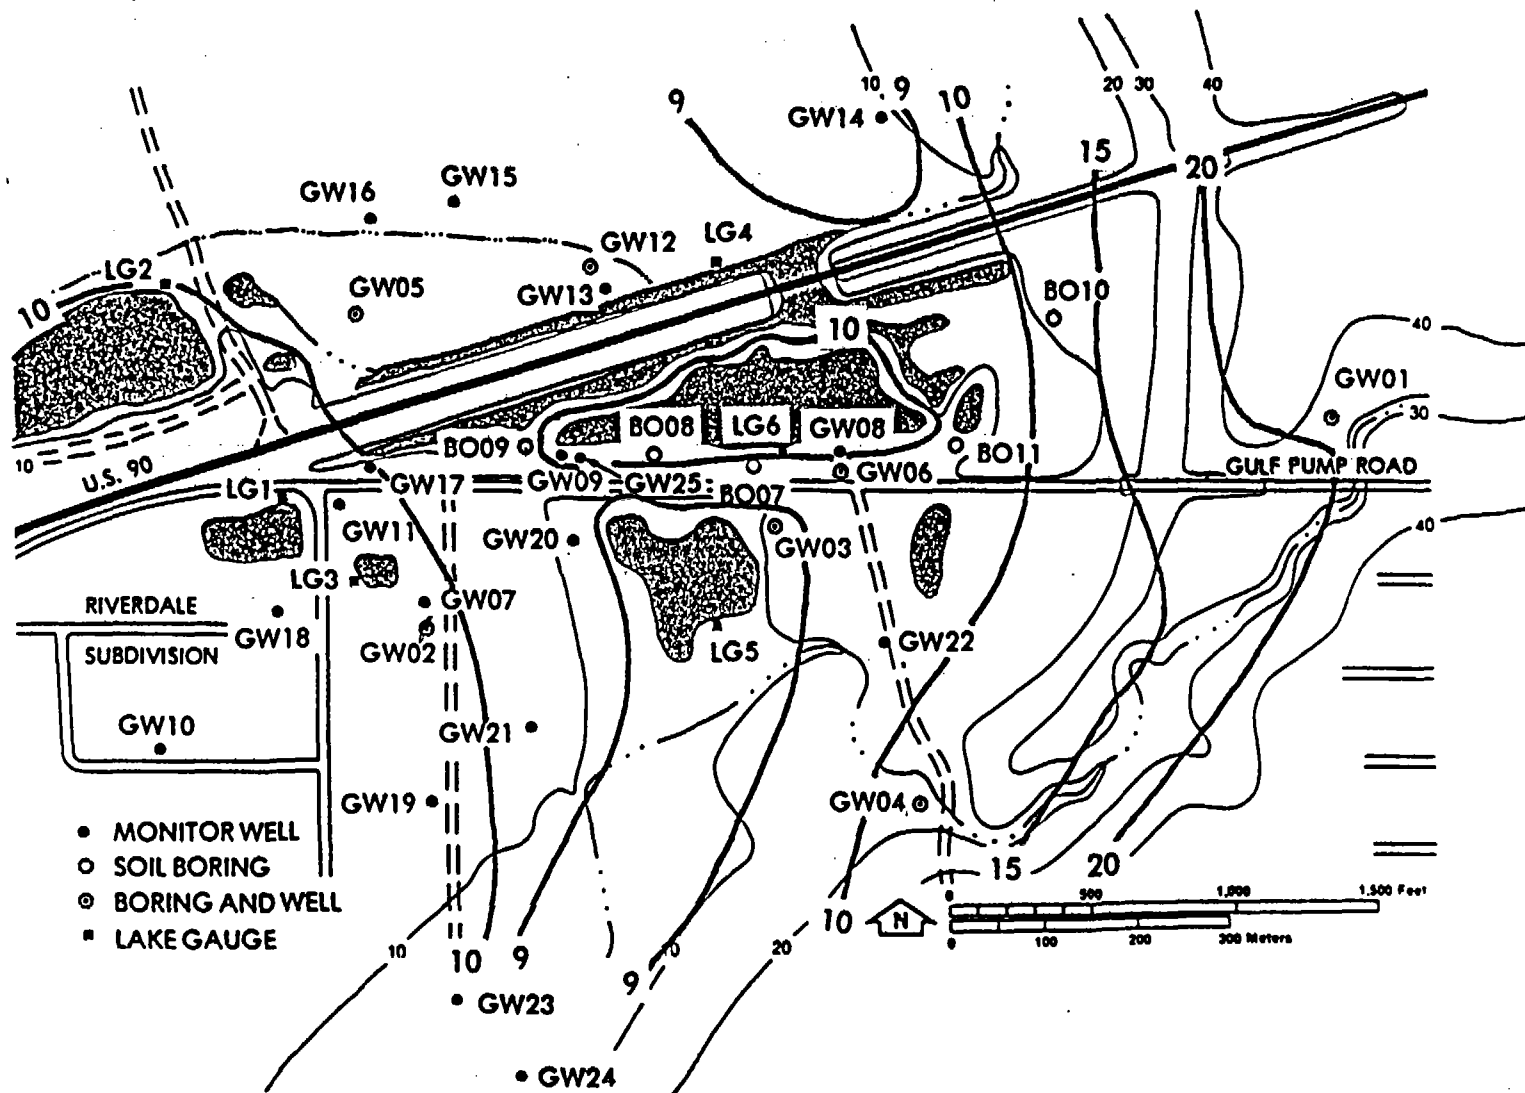 10
9
10
20
30
40
9
GW14
15
20
GW15
GW16
LG4
GW12
LG2
GW05
GW13
BO10
10
10
40
GW01
30
BO08
LG6
GW08
BO09
BO11
10
U.S. 90
GW06
GULF PUMP ROAD
LG1
GW17
GW09
GW25
BO07
GW11
GW20
GW03
40
LG3
RIVERDALE
GW07
GW18
SUBDIVISION
GW02
LG5
GW22
GW10
GW21
GW19
GW04
MONITOR WELL
SOIL BORING
BORING AND WELL
LAKE GAUGE
15
20
0 500 1,000 1,500 Feet
N
0 100 200 300 Meters
10
10
10
9
10
20
9
GW23
GW24